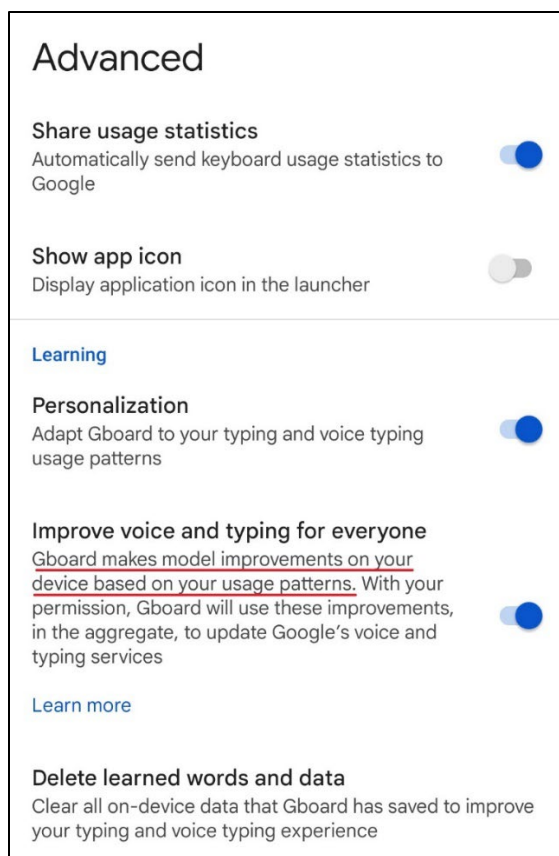 Advanced
Share usage statistics
Automatically send keyboard usage statistics to
Google
Show app icon
Display application icon in the launcher
Learning
Personalization
Adapt Gboard to your typing and voice typing
usage patterns
Improve voice and typing for everyone
Gboard makes model improvements on your
device based on your usage patterns. With your
permission, Gboard will use these improvements,
in the aggregate, to update Google's voice and
typing services
Learn more
Delete learned words and data
Clear all on-device data that Gboard has saved to improve
your typing and voice typing experience